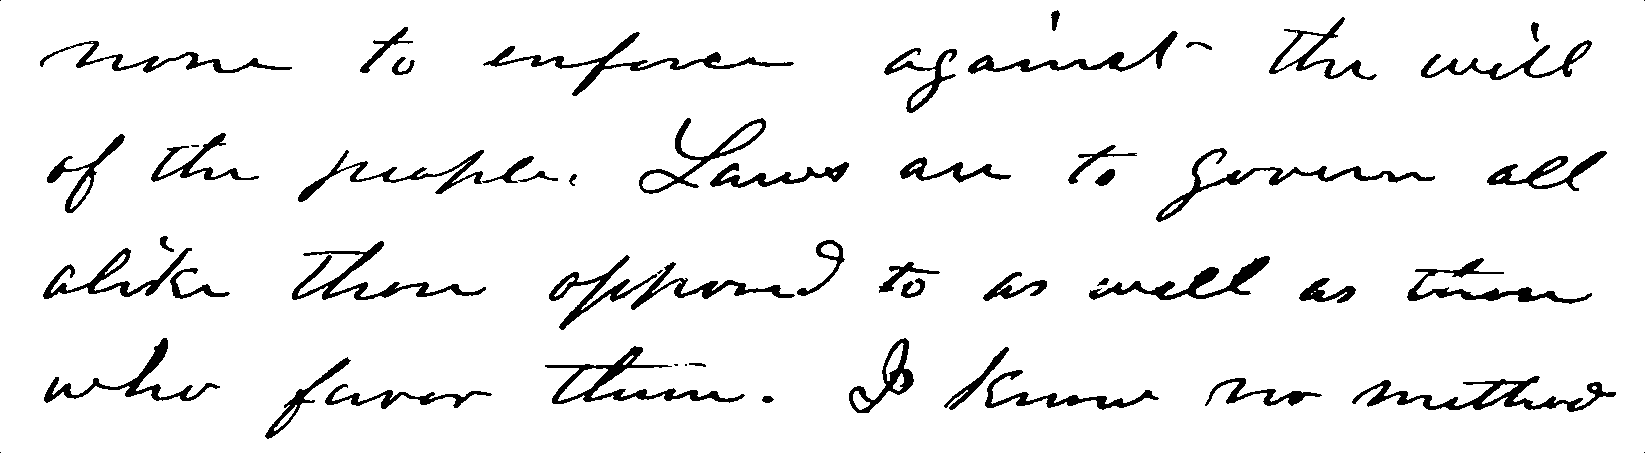 none to enforce against the will
of the people. Laws are to govern all
alike those opposed to as well as those
who favor them. I know no method